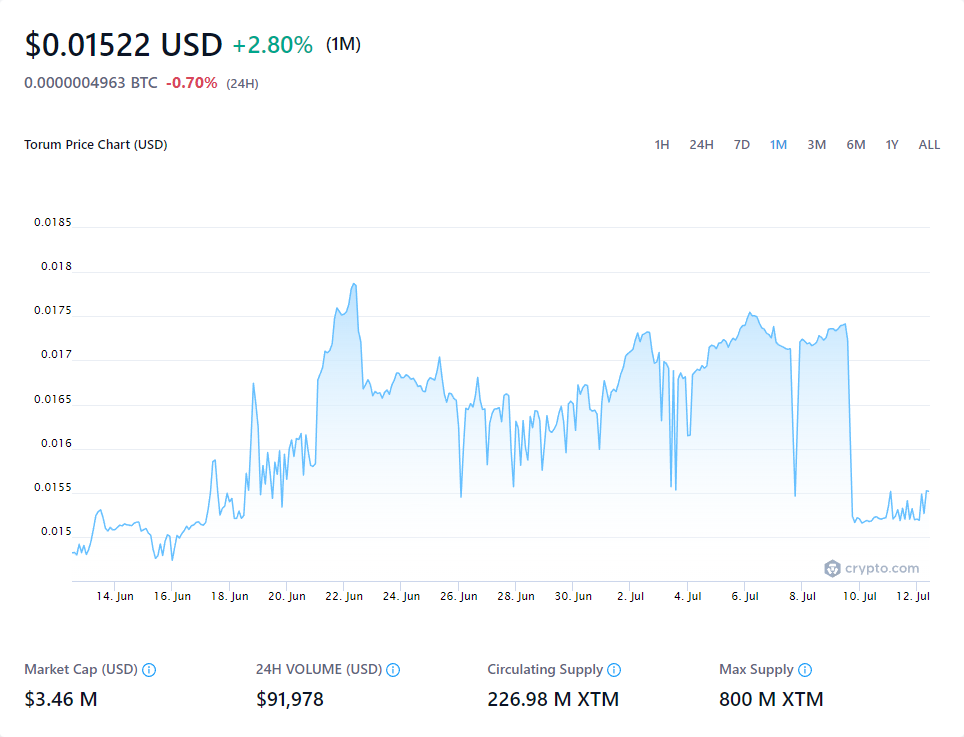 $0.01522 USD +2.80% (1M)
0.0000004963 BTC -0.70% (24H)
Torum Price Chart (USD) 1H 24H 7D 1M 3M 6M 1Y ALL
0.0185
0.018
0.0175
0.017
0.0165
0.016
0.0155
0.015
crypto.com
14. Jun 16. Jun 18. Jun 20. Jun 22. Jun 24. Jun 26. Jun 28. Jun 30. Jun 2. Jul 4. Jul 6. Jul 8. Jul 10. Jul 12. Jul
Market Cap (USD) 24H VOLUME (USD) Circulating Supply Max Supply
$3.46 M $91,978 226.98 M XTM 800 M XTM